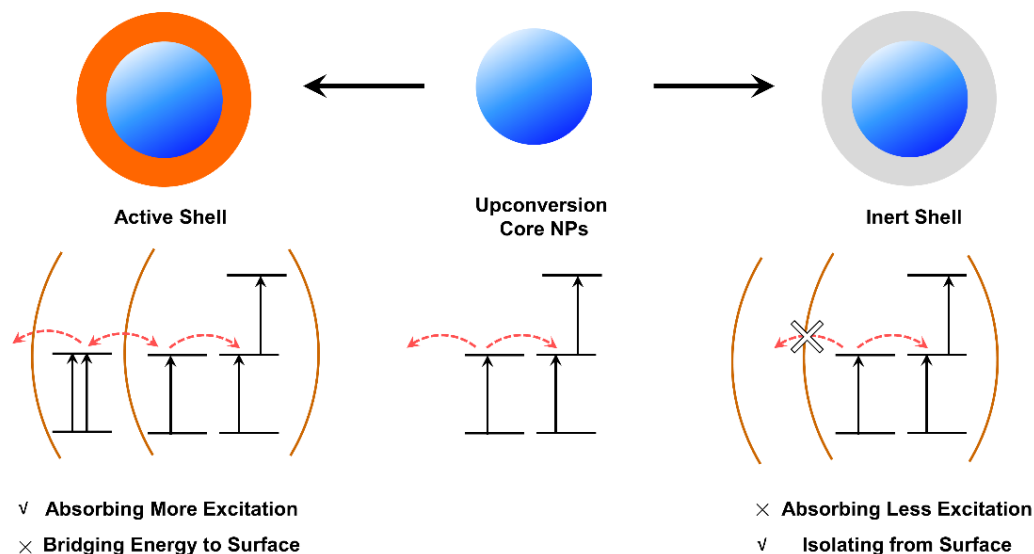 Active Shell
Upconversion
Core NPs
Inert Shell
√ Absorbing More Excitation
× Bridging Energy to Surface
× Absorbing Less Excitation
√ Isolating from Surface